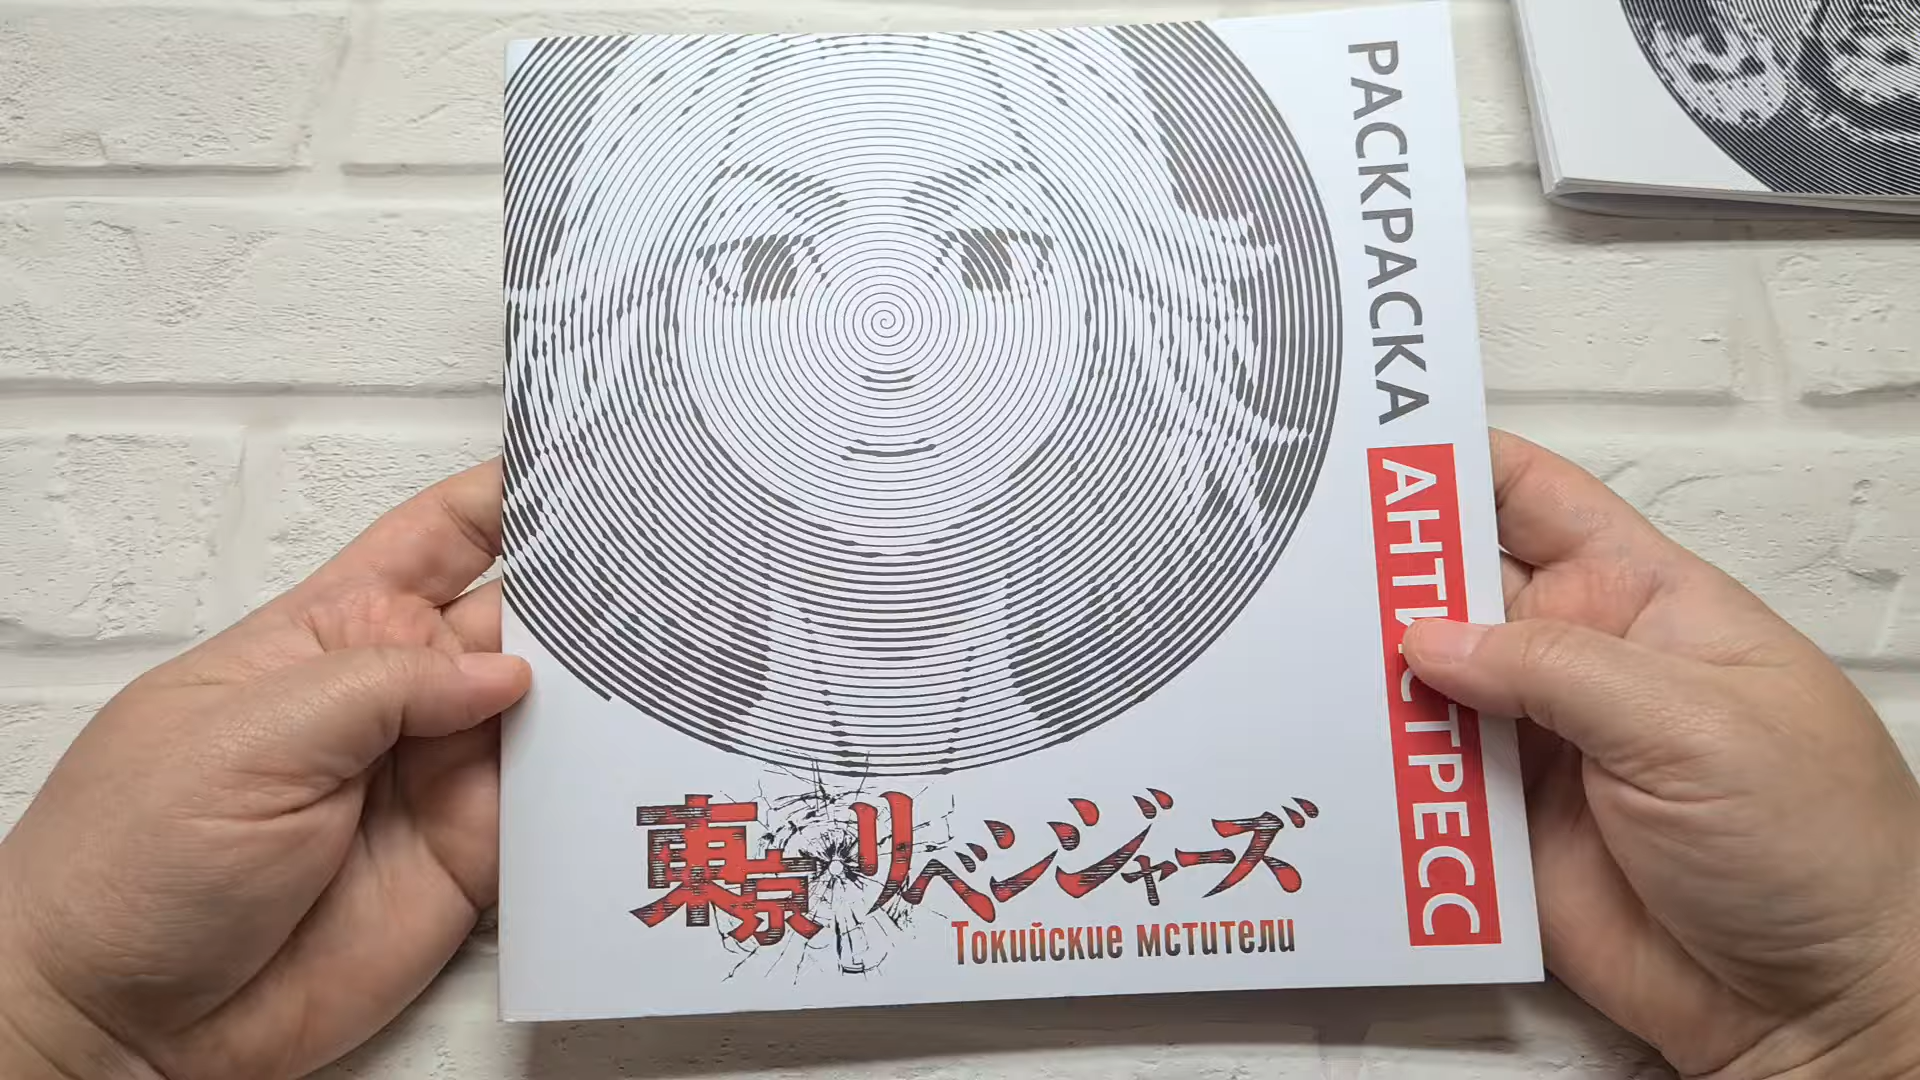 РАСКРАСКА АНТИСТРЕСС
東京リベンジャーズ
Токийские мстители